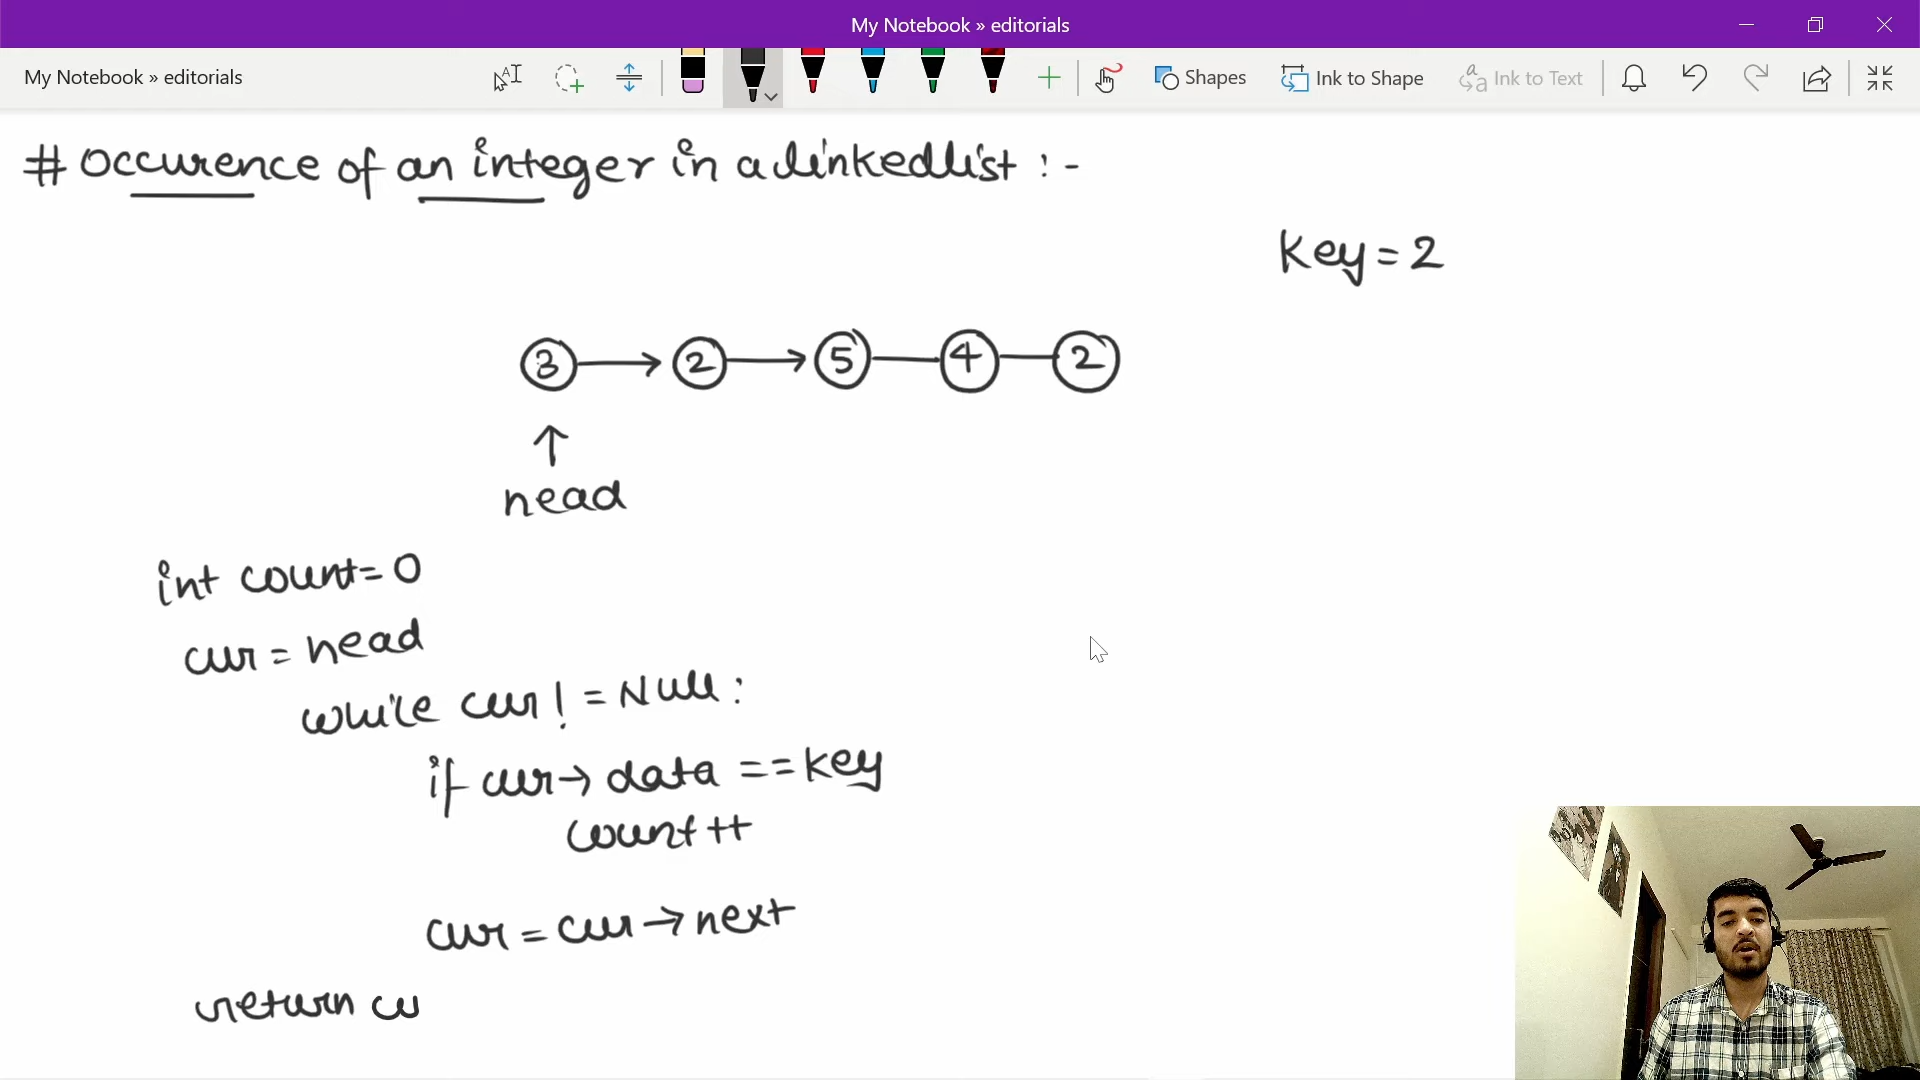 My Notebook » editorials
My Notebook » editorials
Shapes
Ink to Shape
Ink to Text
# Occurence of an integer in a linkedlist :-
Key=2
3 → 2 → 5 — 4 — 2
↑
head
int count=0
cur = head
while cur != Null:
if cur→data ==key
count++
cur = cur→next
return cu